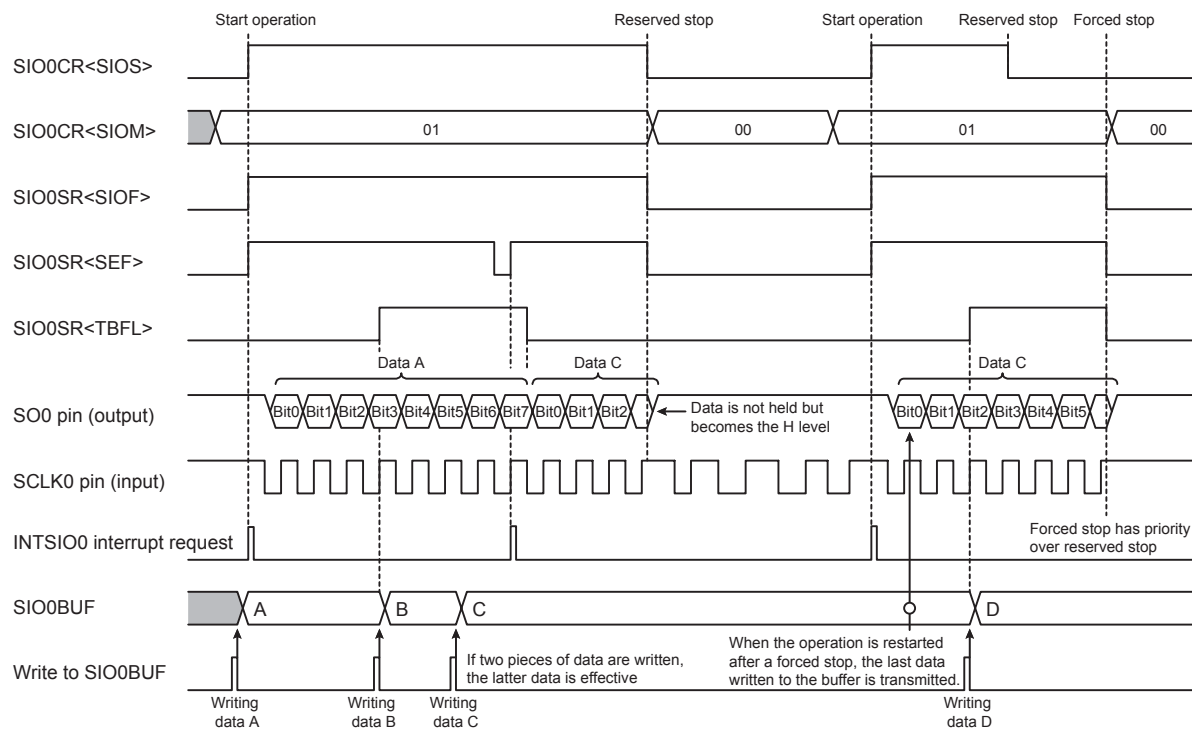 Start operation
Reserved stop
Start operation
Reserved stop
Forced stop
SIO0CR<SIOS>
SIO0CR<SIOM>
01
00
01
00
SIO0SR<SIOF>
SIO0SR<SEF>
SIO0SR<TBFL>
Data A
Data C
Data C
SO0 pin (output)
Bit0 Bit1 Bit2 Bit3 Bit4 Bit5 Bit6 Bit7 Bit0 Bit1 Bit2
Data is not held but
becomes the H level
Bit0 Bit1 Bit2 Bit3 Bit4 Bit5
SCLK0 pin (input)
INTSIO0 interrupt request
Forced stop has priority
over reserved stop
SIO0BUF
A
B
C
D
Write to SIO0BUF
If two pieces of data are written,
the latter data is effective
When the operation is restarted
after a forced stop, the last data
written to the buffer is transmitted.
Writing
data A
Writing
data B
Writing
data C
Writing
data D